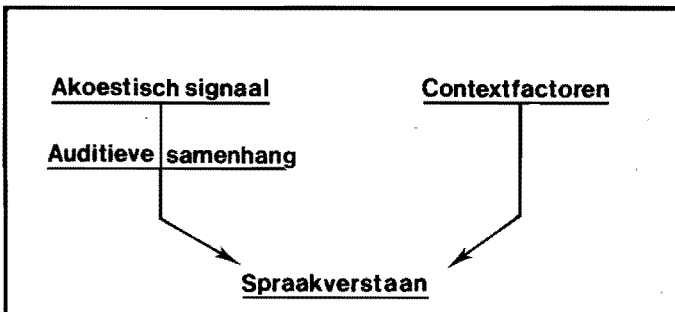 Akoestisch signaal
Contextfactoren
Auditieve samenhang
Spraakverstaan